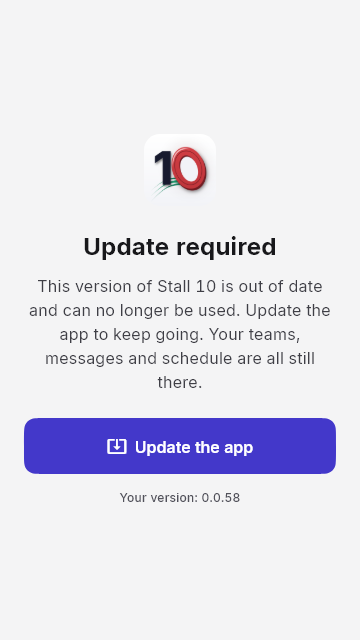 10
Update required
This version of Stall 10 is out of date
and can no longer be used. Update the
app to keep going. Your teams,
messages and schedule are all still
there.
Update the app
Your version: 0.0.58